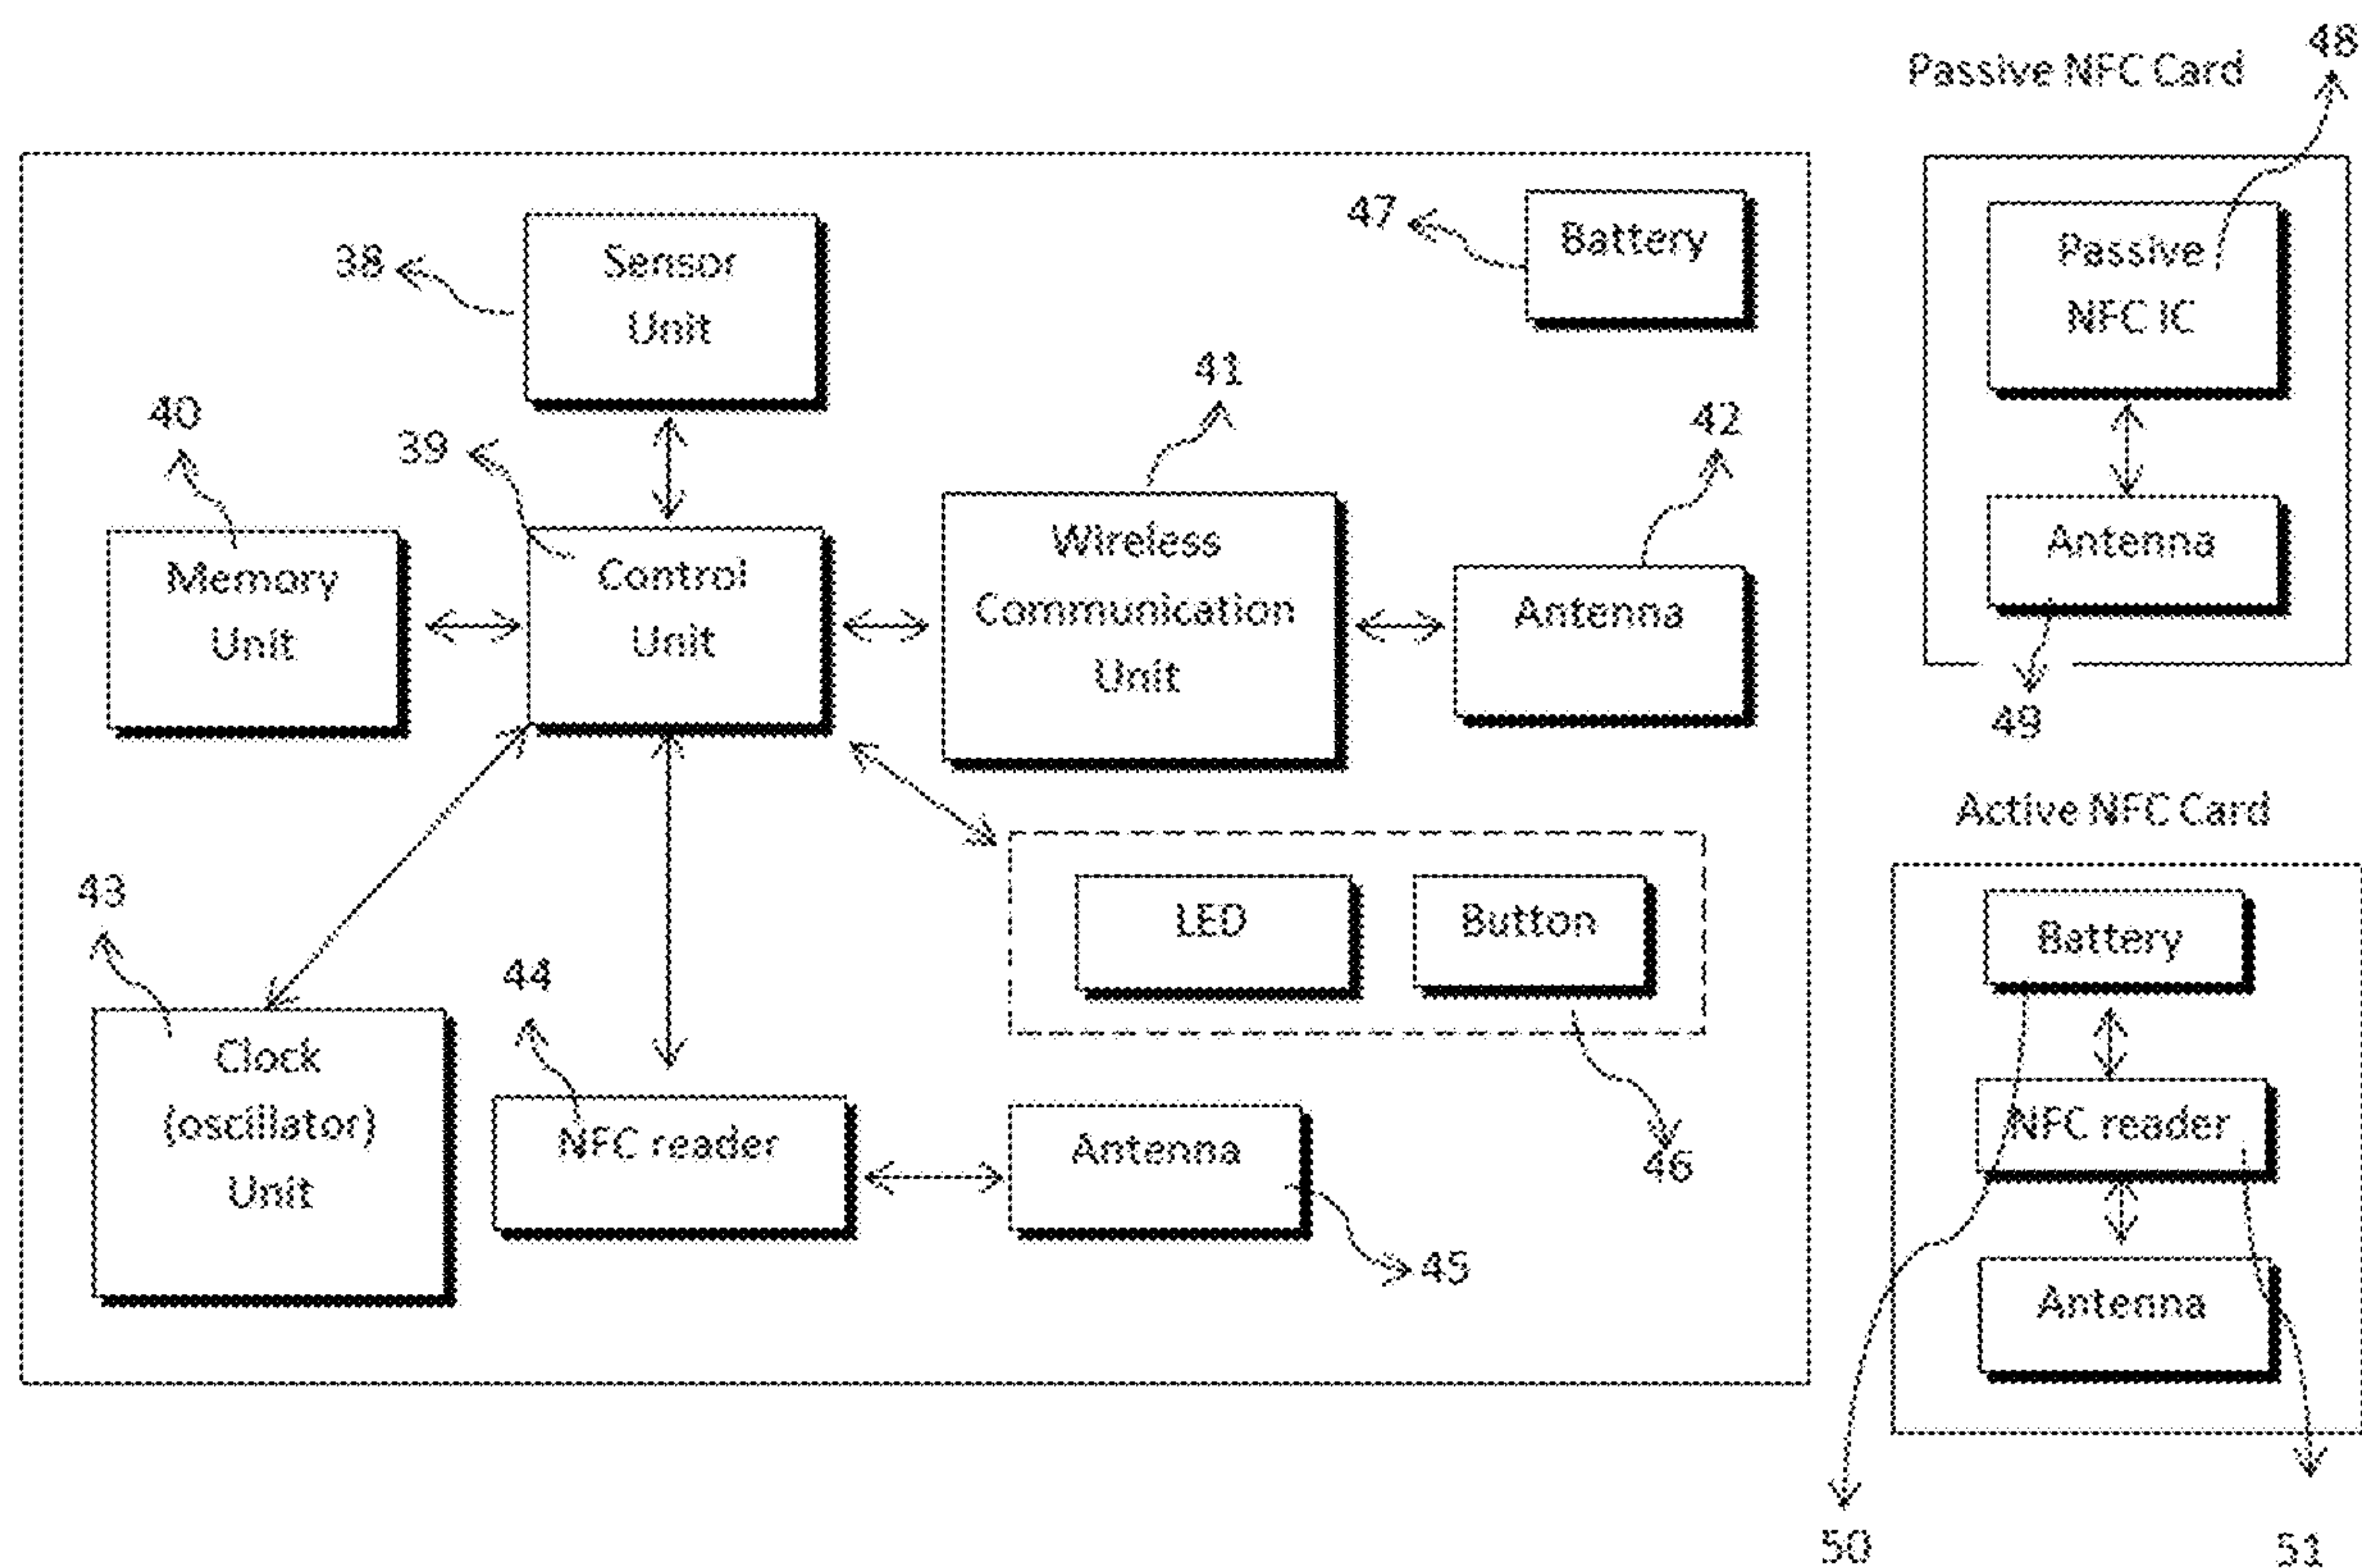 48
Passive NFC Card
47
Battery
38
Sensor
Unit
Passive
NFC IC
41
40
39
42
Wireless
Communication
Unit
Antenna
Memory
Unit
Control
Unit
Antenna
49
Active NFC Card
43
LED
Button
Battery
44
Clock
(oscillator)
Unit
NFC reader
Antenna
46
NFC reader
45
Antenna
50
51